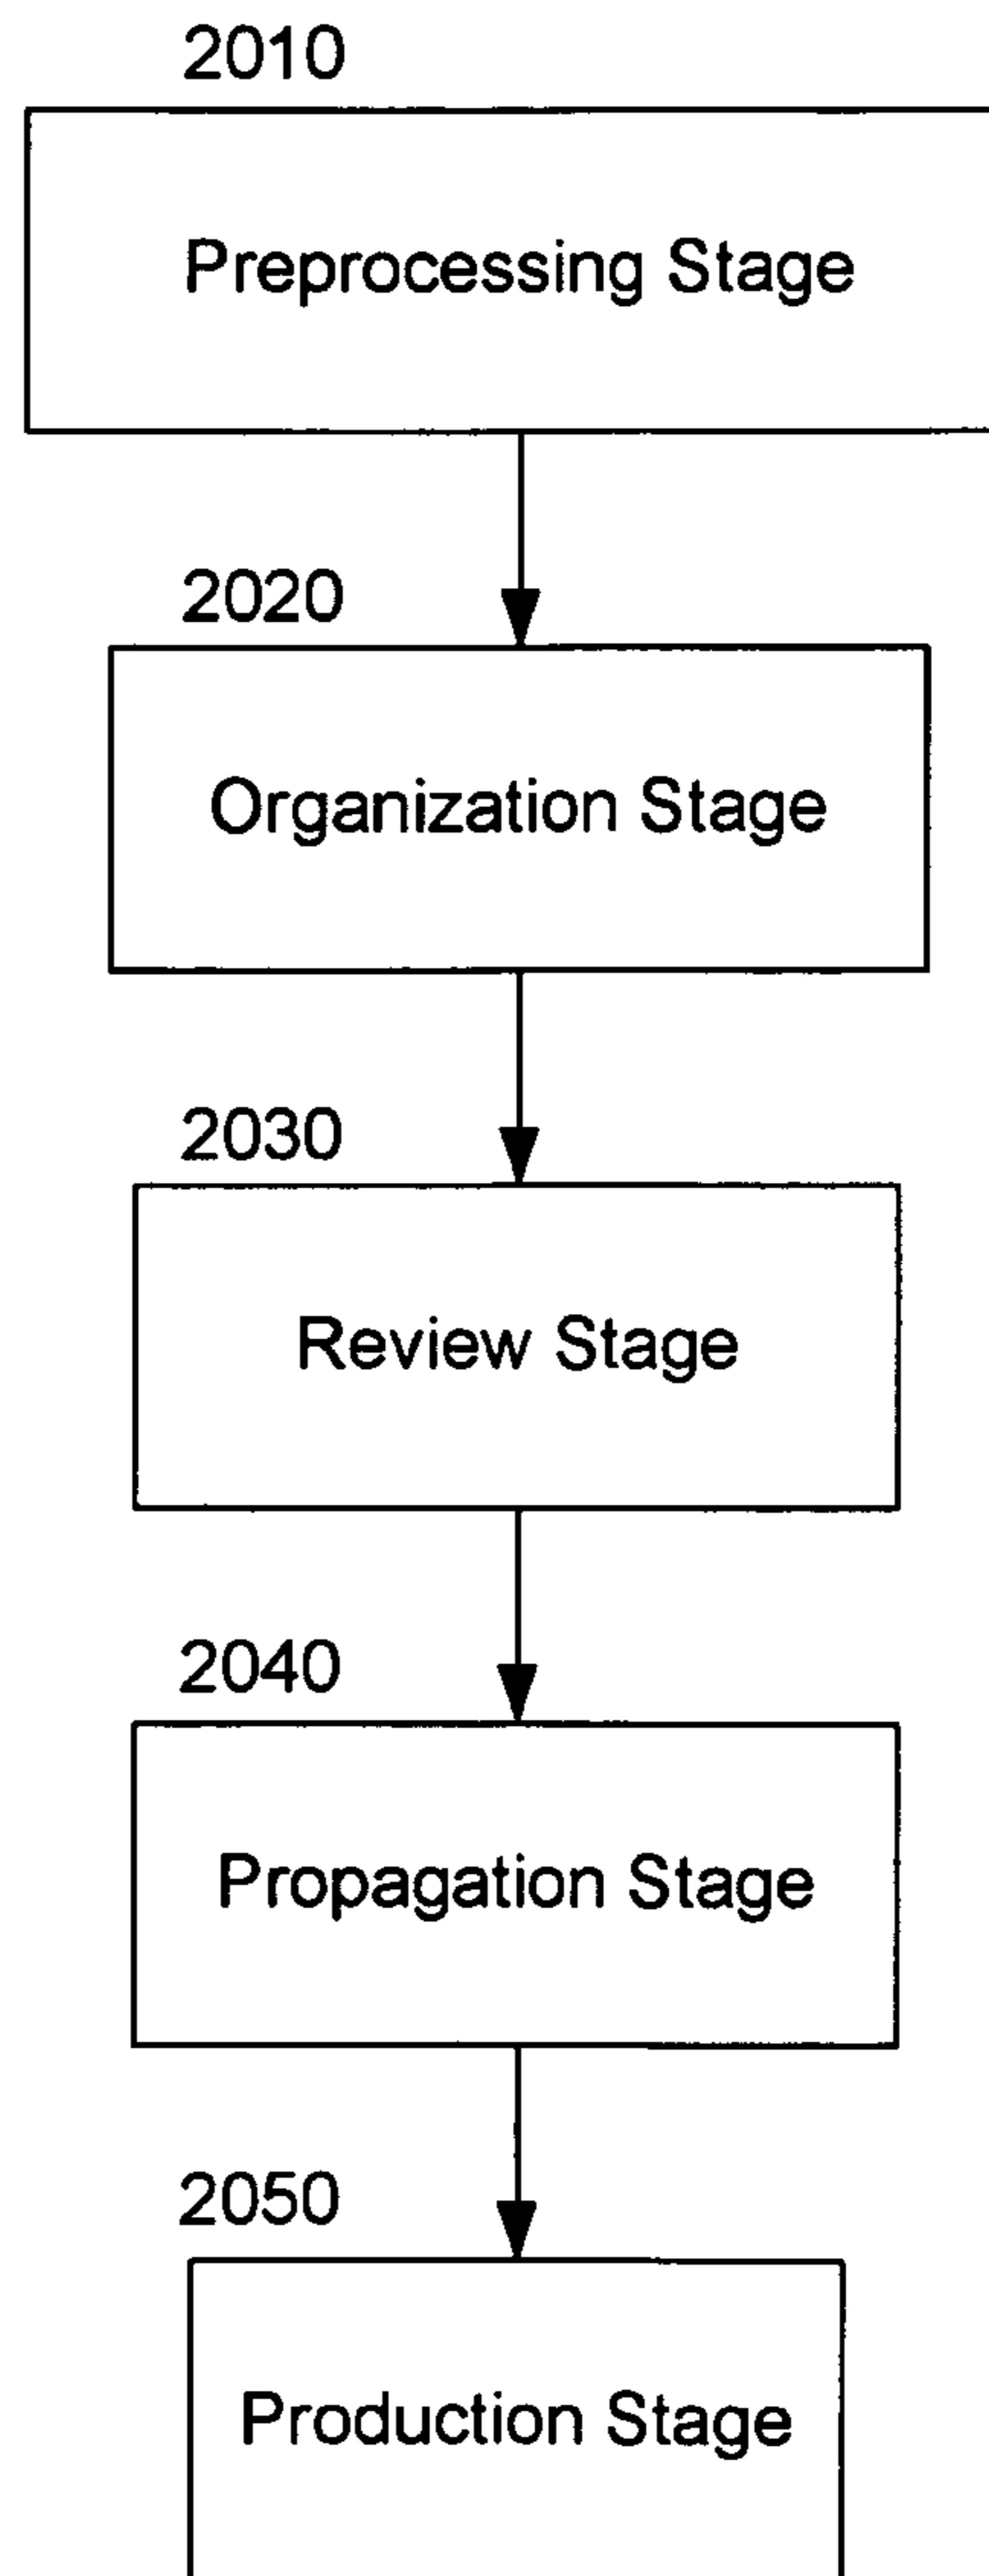 2010
Preprocessing Stage
2020
Organization Stage
2030
Review Stage
2040
Propagation Stage
2050
Production Stage